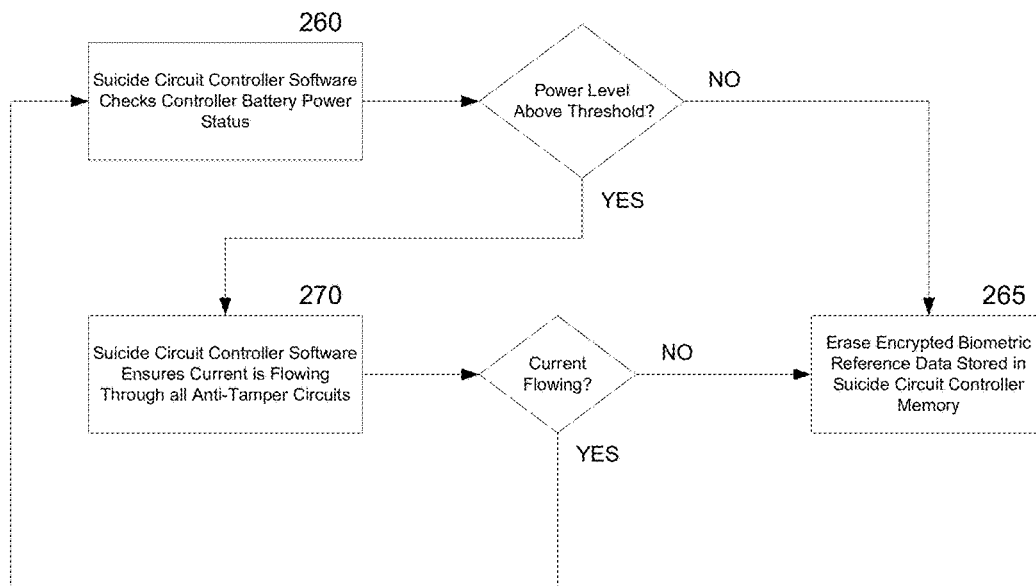 260
Suicide Circuit Controller Software
Checks Controller Battery Power
Status
Power Level
Above Threshold?
NO
YES
270
Suicide Circuit Controller Software
Ensures Current is Flowing
Through all Anti-Tamper Circuits
Current
Flowing?
NO
YES
265
Erase Encrypted Biometric
Reference Data Stored in
Suicide Circuit Controller
Memory